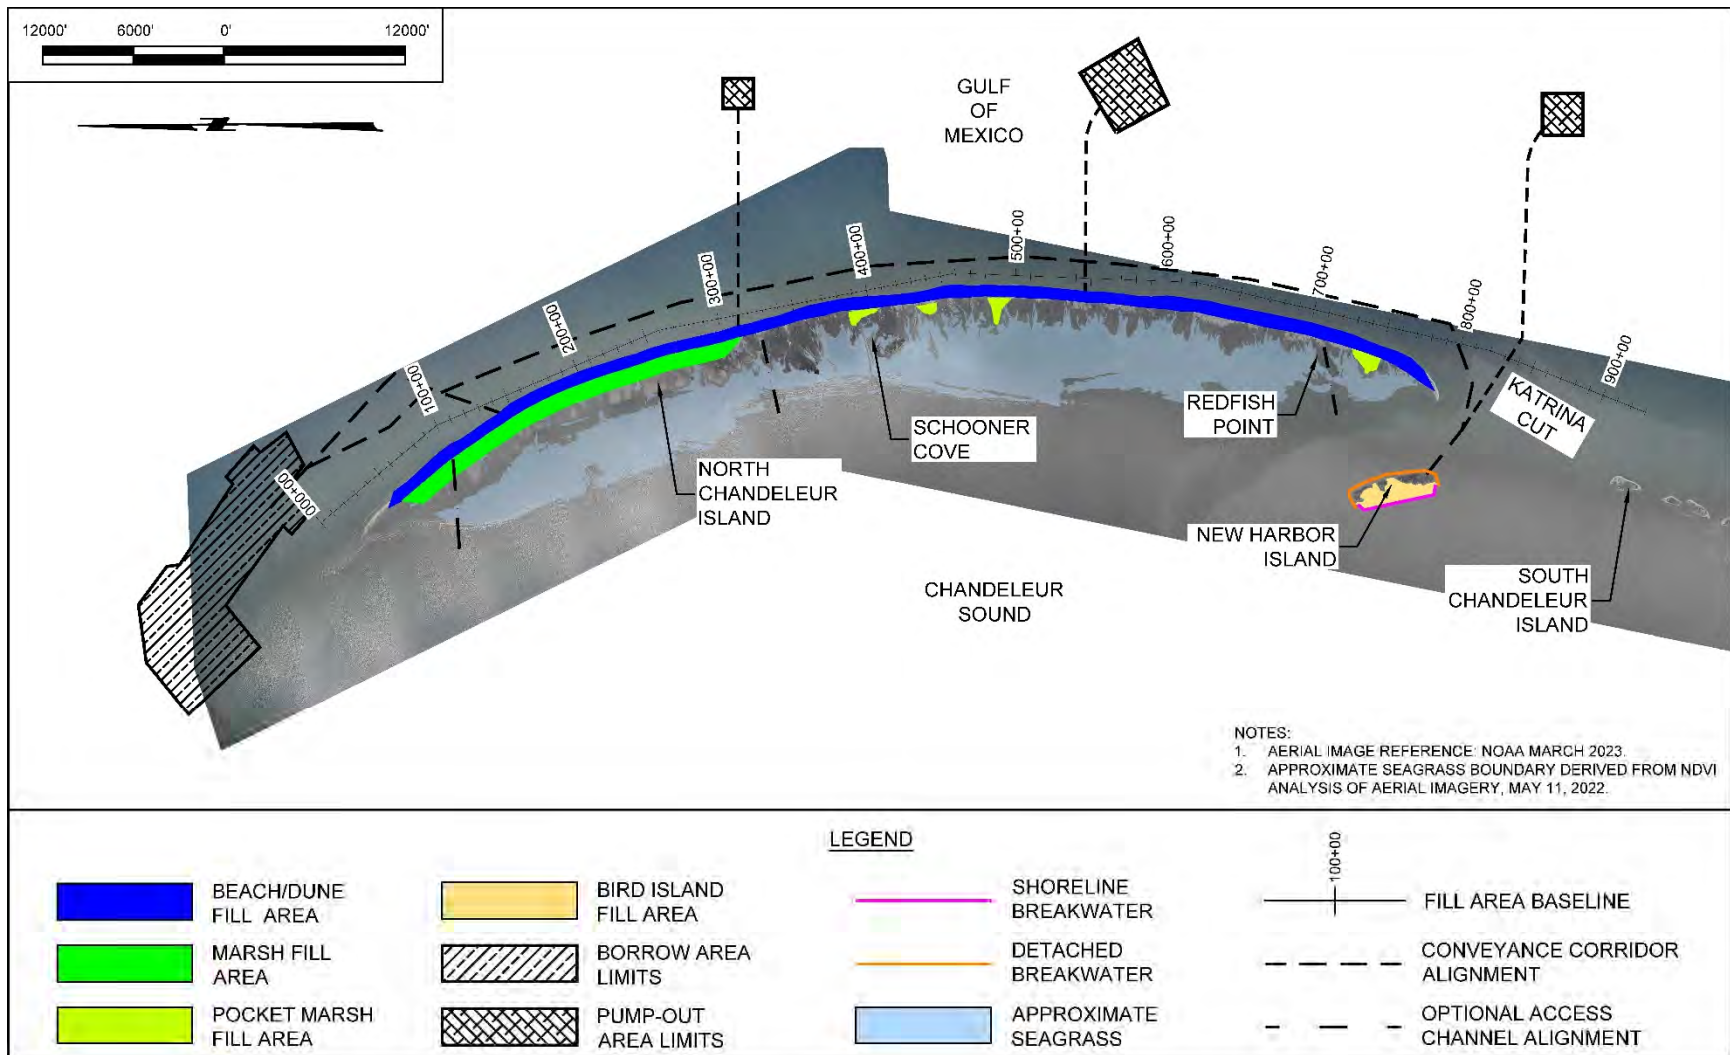 12000'
6000'
0'
12000'
GULF
OF
MEXICO
000+00
100+00
200+00
300+00
400+00
500+00
600+00
700+00
800+00
900+00
KATRINA
CUT
REDFISH
POINT
SCHOONER
COVE
NORTH
CHANDELEUR
ISLAND
NEW HARBOR
ISLAND
SOUTH
CHANDELEUR
ISLAND
CHANDELEUR
SOUND
NOTES:
1. AERIAL IMAGE REFERENCE: NOAA MARCH 2023.
2. APPROXIMATE SEAGRASS BOUNDARY DERIVED FROM NDVI
ANALYSIS OF AERIAL IMAGERY, MAY 11, 2022.
LEGEND
BEACH/DUNE
FILL AREA
MARSH FILL
AREA
POCKET MARSH
FILL AREA
BIRD ISLAND
FILL AREA
BORROW AREA
LIMITS
PUMP-OUT
AREA LIMITS
SHORELINE
BREAKWATER
DETACHED
BREAKWATER
APPROXIMATE
SEAGRASS
100+00
FILL AREA BASELINE
CONVEYANCE CORRIDOR
ALIGNMENT
OPTIONAL ACCESS
CHANNEL ALIGNMENT